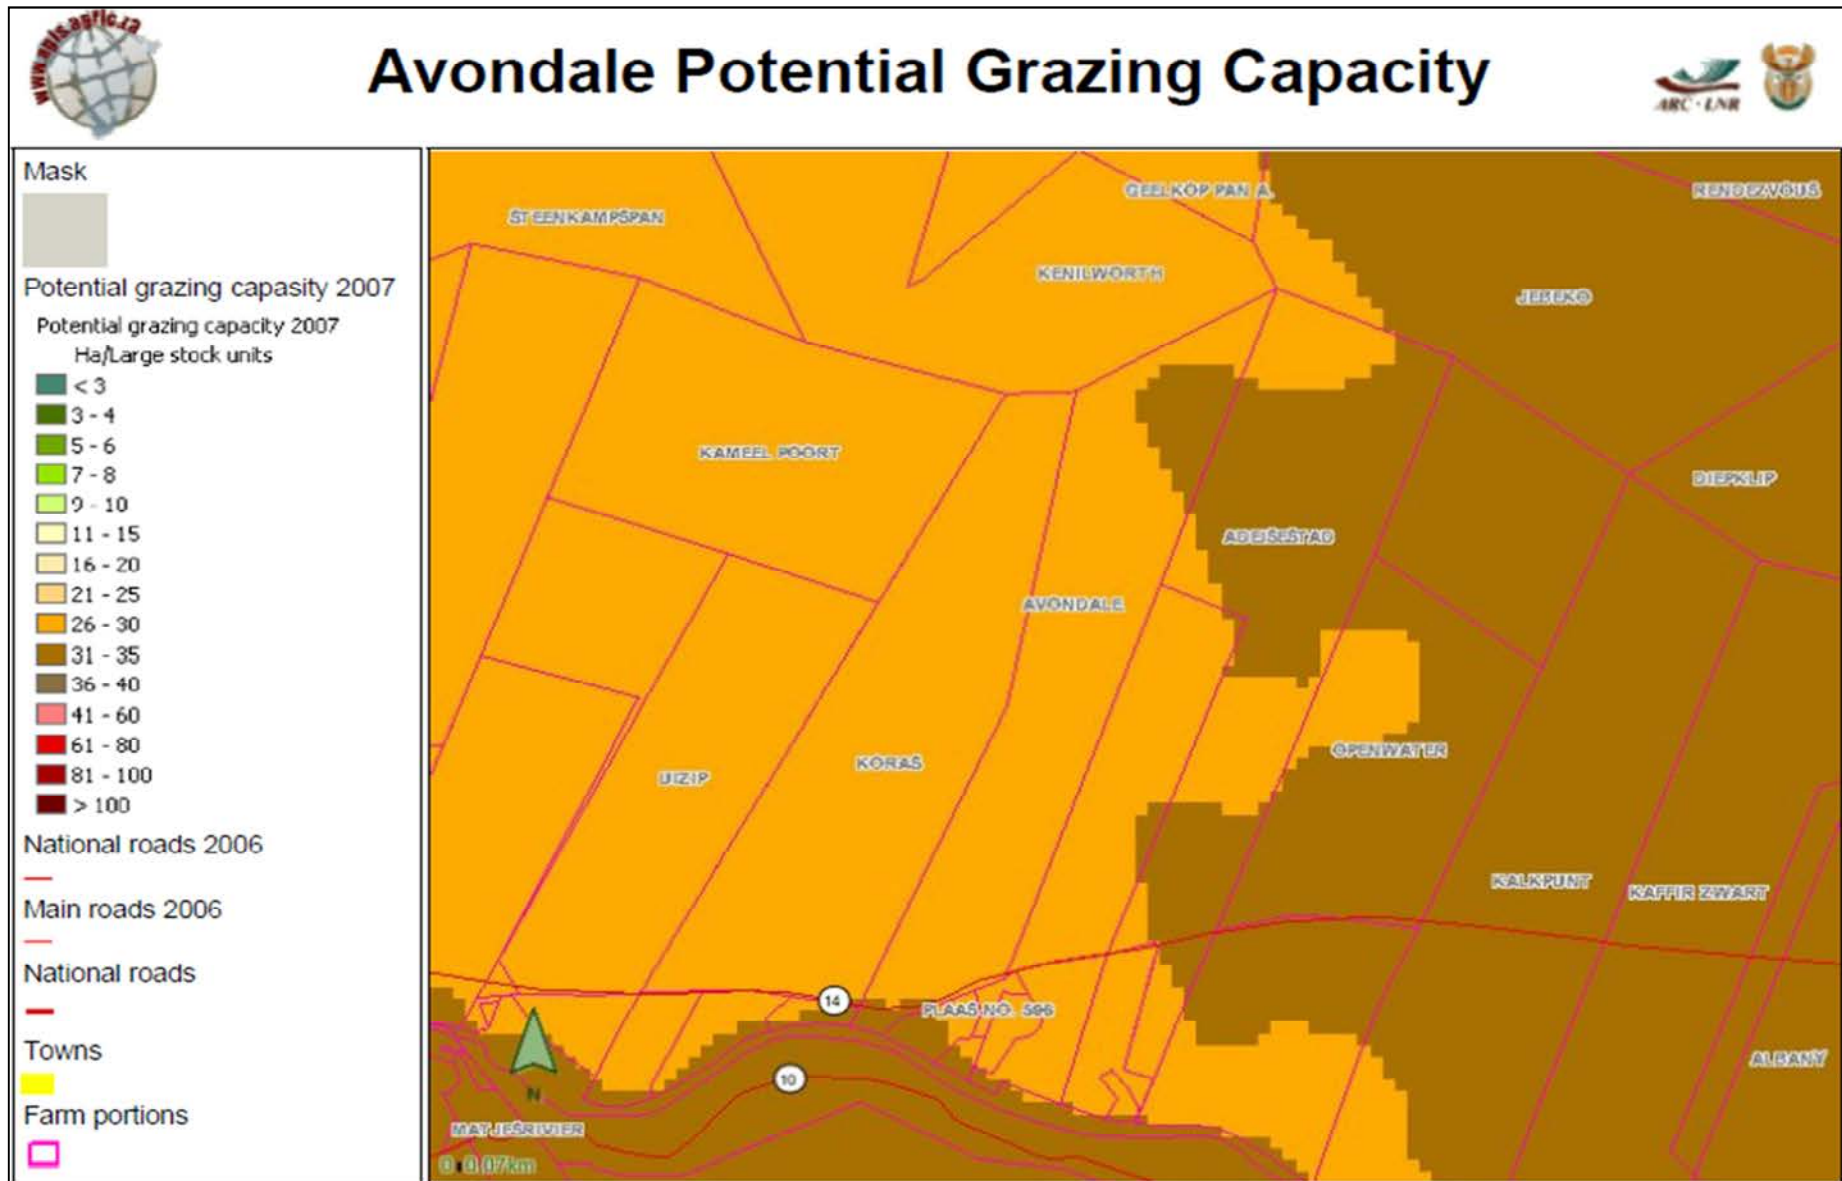 www.agis.agric.za
Avondale Potential Grazing Capacity
ARC • LNR
Mask
Potential grazing capasity 2007
Potential grazing capacity 2007
Ha/Large stock units
< 3
3 - 4
5 - 6
7 - 8
9 - 10
11 - 15
16 - 20
21 - 25
26 - 30
31 - 35
36 - 40
41 - 60
61 - 80
81 - 100
> 100
National roads 2006
Main roads 2006
National roads
Towns
Farm portions
STEENKAMPSPAN
GEELKOP PAN A.
RENDEZVOUS
KENILWORTH
JEBEKO
KAMEEL POORT
DIEPKLIP
ADEISESTAD
AVONDALE
OPENWATER
KORAS
UIZIP
KALKPUNT
KAFFIR ZWART
14
PLAAS NO. 596
ALBANY
10
N
MATJESRIVIER
0 0.07km